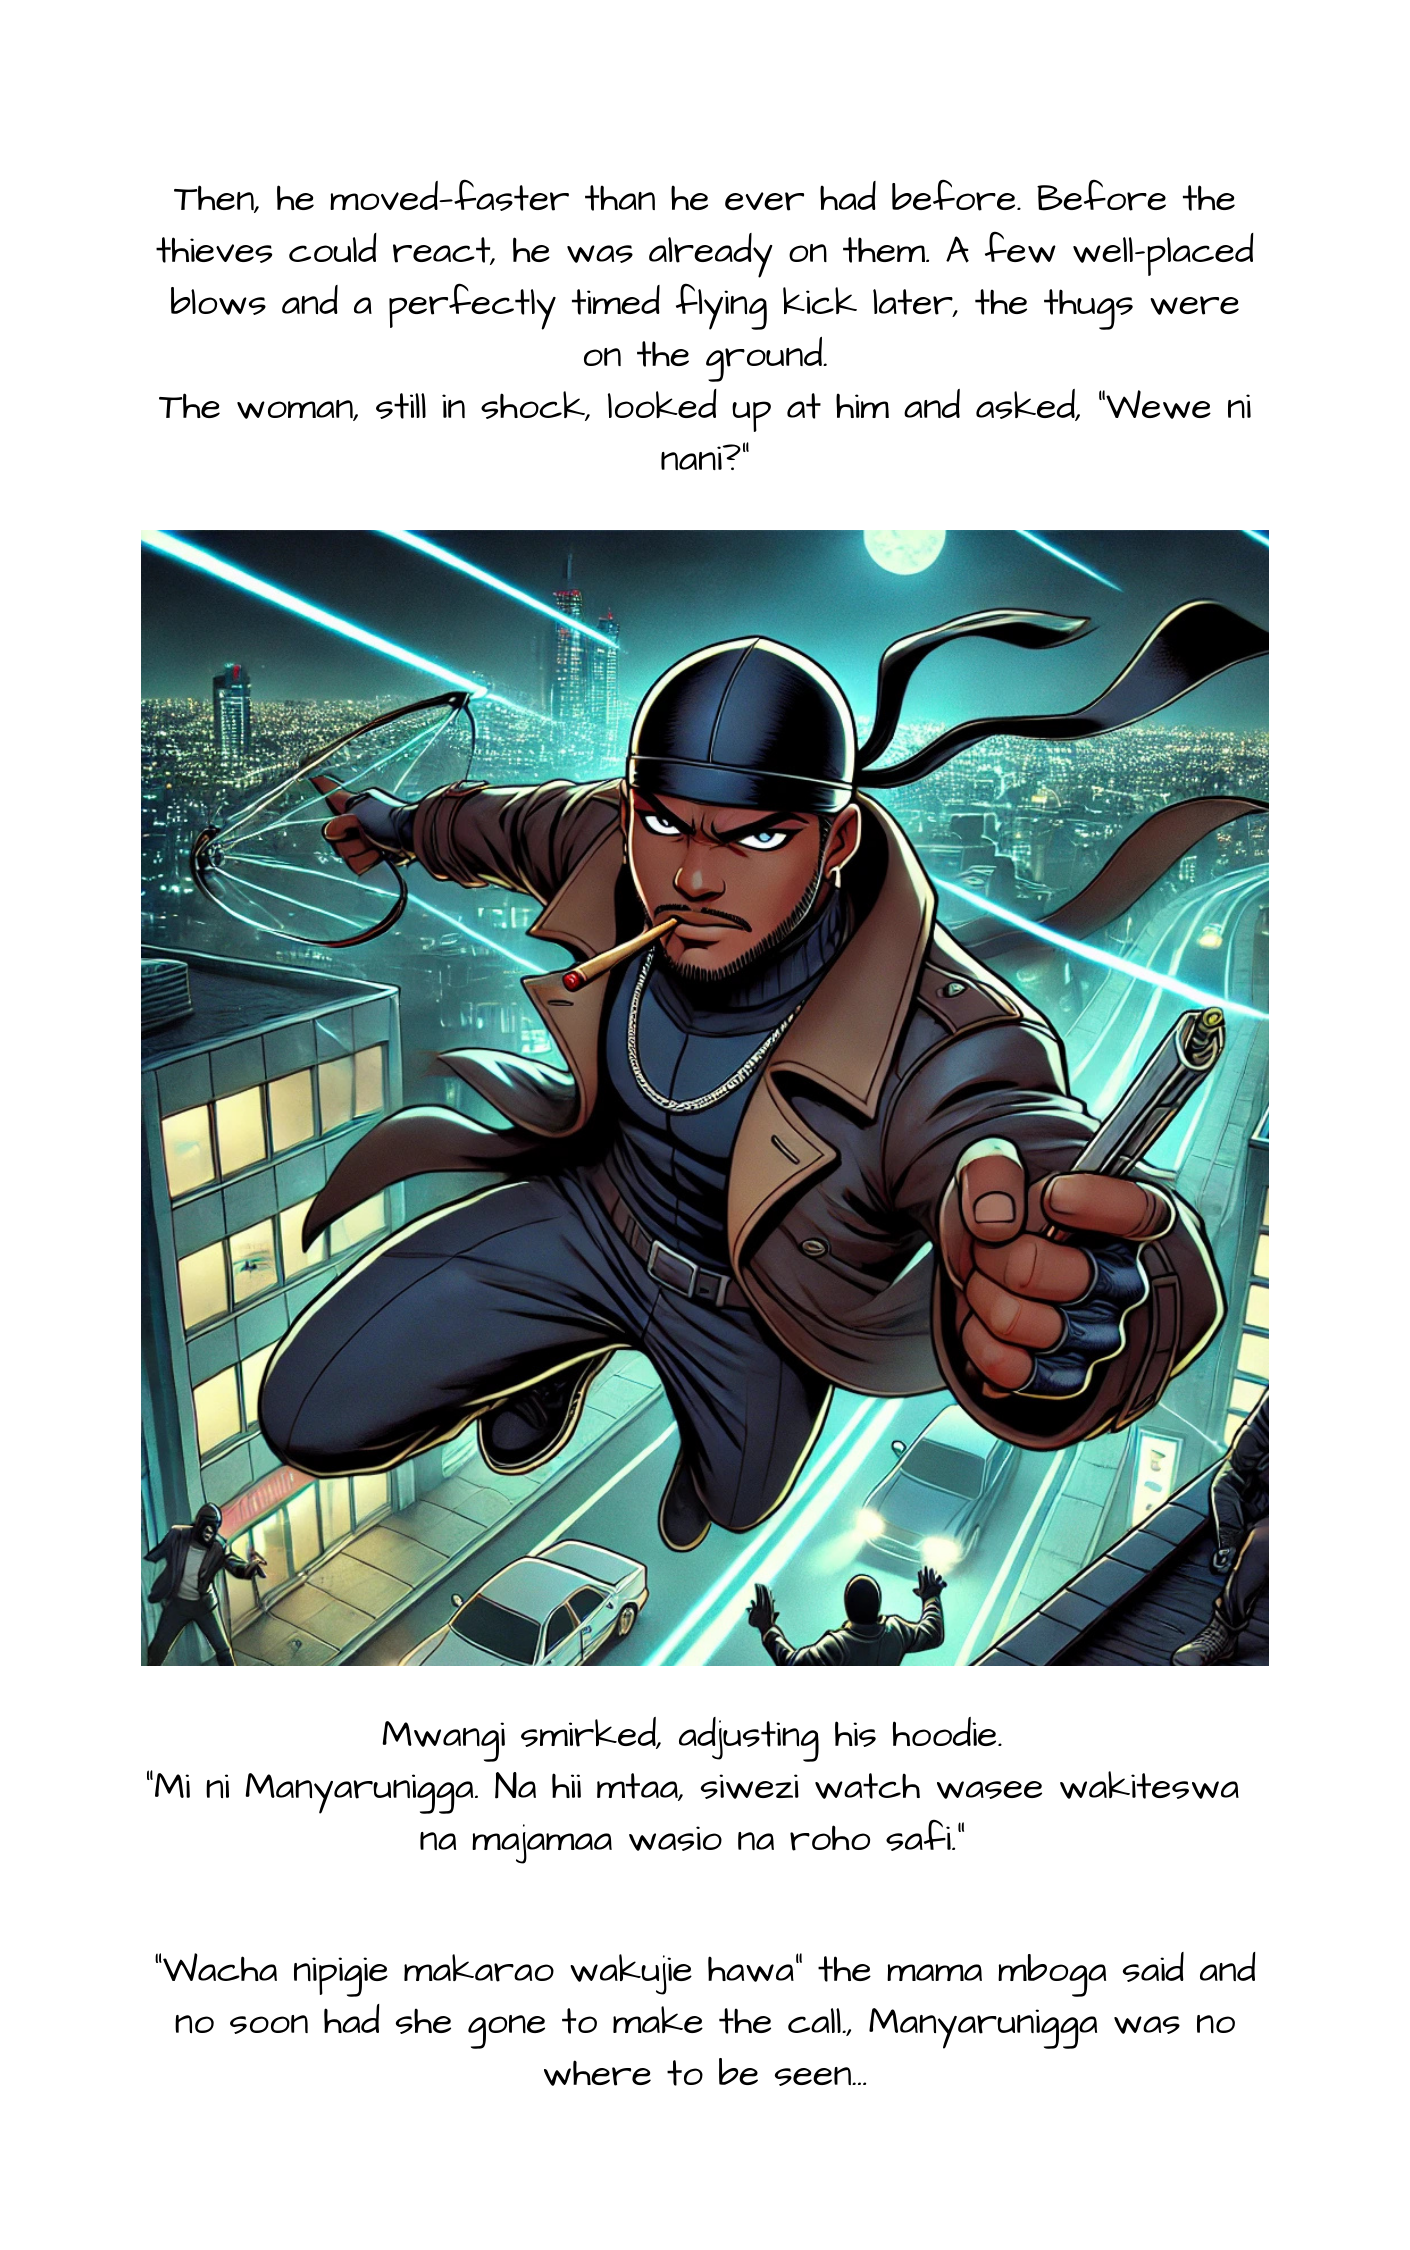 Then, he moved-faster than he ever had before. Before the
thieves could react, he was already on them. A few well-placed
blows and a perfectly timed flying kick later, the thugs were
on the ground.
The woman, still in shock, looked up at him and asked, "Wewe ni
nani?"
Mwangi smirked, adjusting his hoodie.
"Mi ni Manyarunigga. Na hii mtaa, siwezi watch wasee wakiteswa
na majamaa wasio na roho safi."
"Wacha nipigie makarao wakujie hawa" the mama mboga said and
no soon had she gone to make the call., Manyarunigga was no
where to be seen...